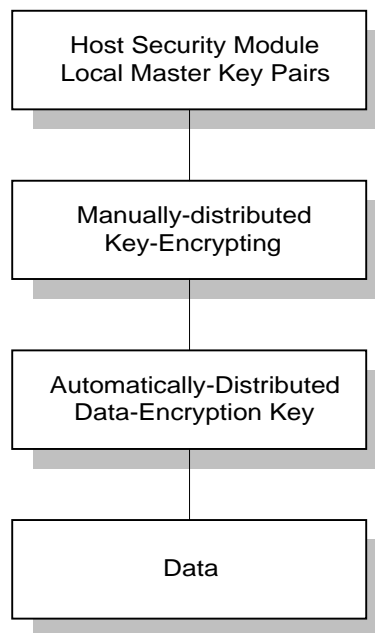 Host Security Module
Local Master Key Pairs
Manually-distributed
Key-Encrypting
Automatically-Distributed
Data-Encryption Key
Data